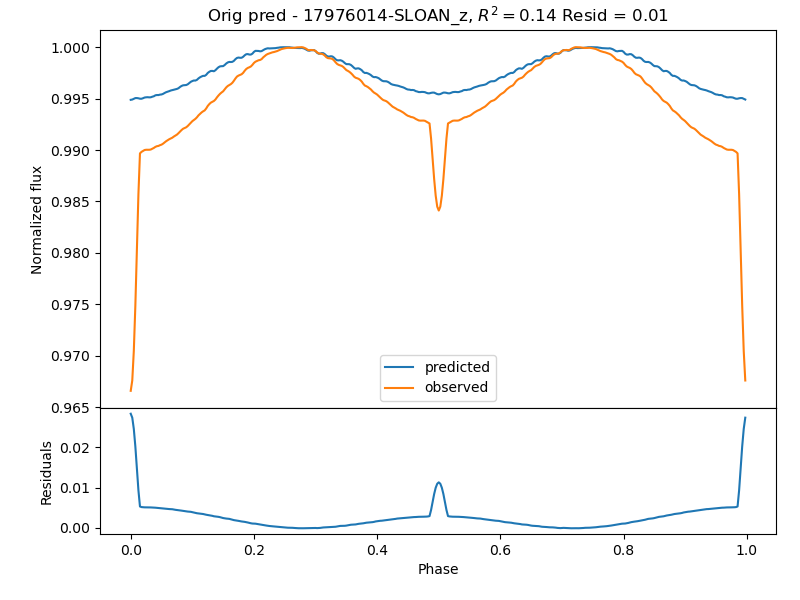 Orig pred - 17976014-SLOAN_z, R² = 0.14 Resid = 0.01
1.000
0.995
0.990
0.985
0.980
0.975
0.970
0.965
Normalized flux
predicted
observed
0.02
0.01
0.00
Residuals
0.0 0.2 0.4 0.6 0.8 1.0
Phase